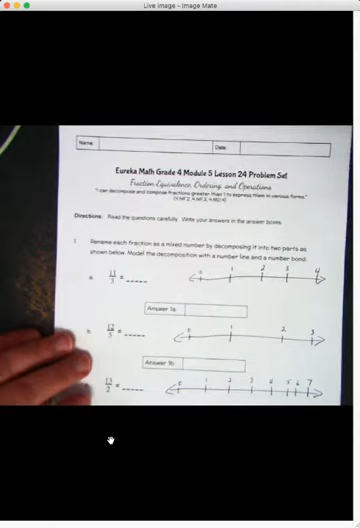 Live Image - Image Mate
Name:
Date:
Eureka Math Grade 4 Module 5 Lesson 24 Problem Set
Fraction Equivalence, Ordering, and Operations
"I can decompose and compose fractions greater than 1 to express them in various forms."
Directions: Read the questions carefully. Write your answers in the answer boxes.
1. Rename each fraction as a mixed number by decomposing it into two parts as
shown below. Model the decomposition with a number line and a number bond.
a. 11/3 = _____ 0 1 2 3 4
Answer 1a:
b. 12/5 = _____ 0 1 2 3
Answer
13/2 = _____ 0 1 2 3 4 5 6 7